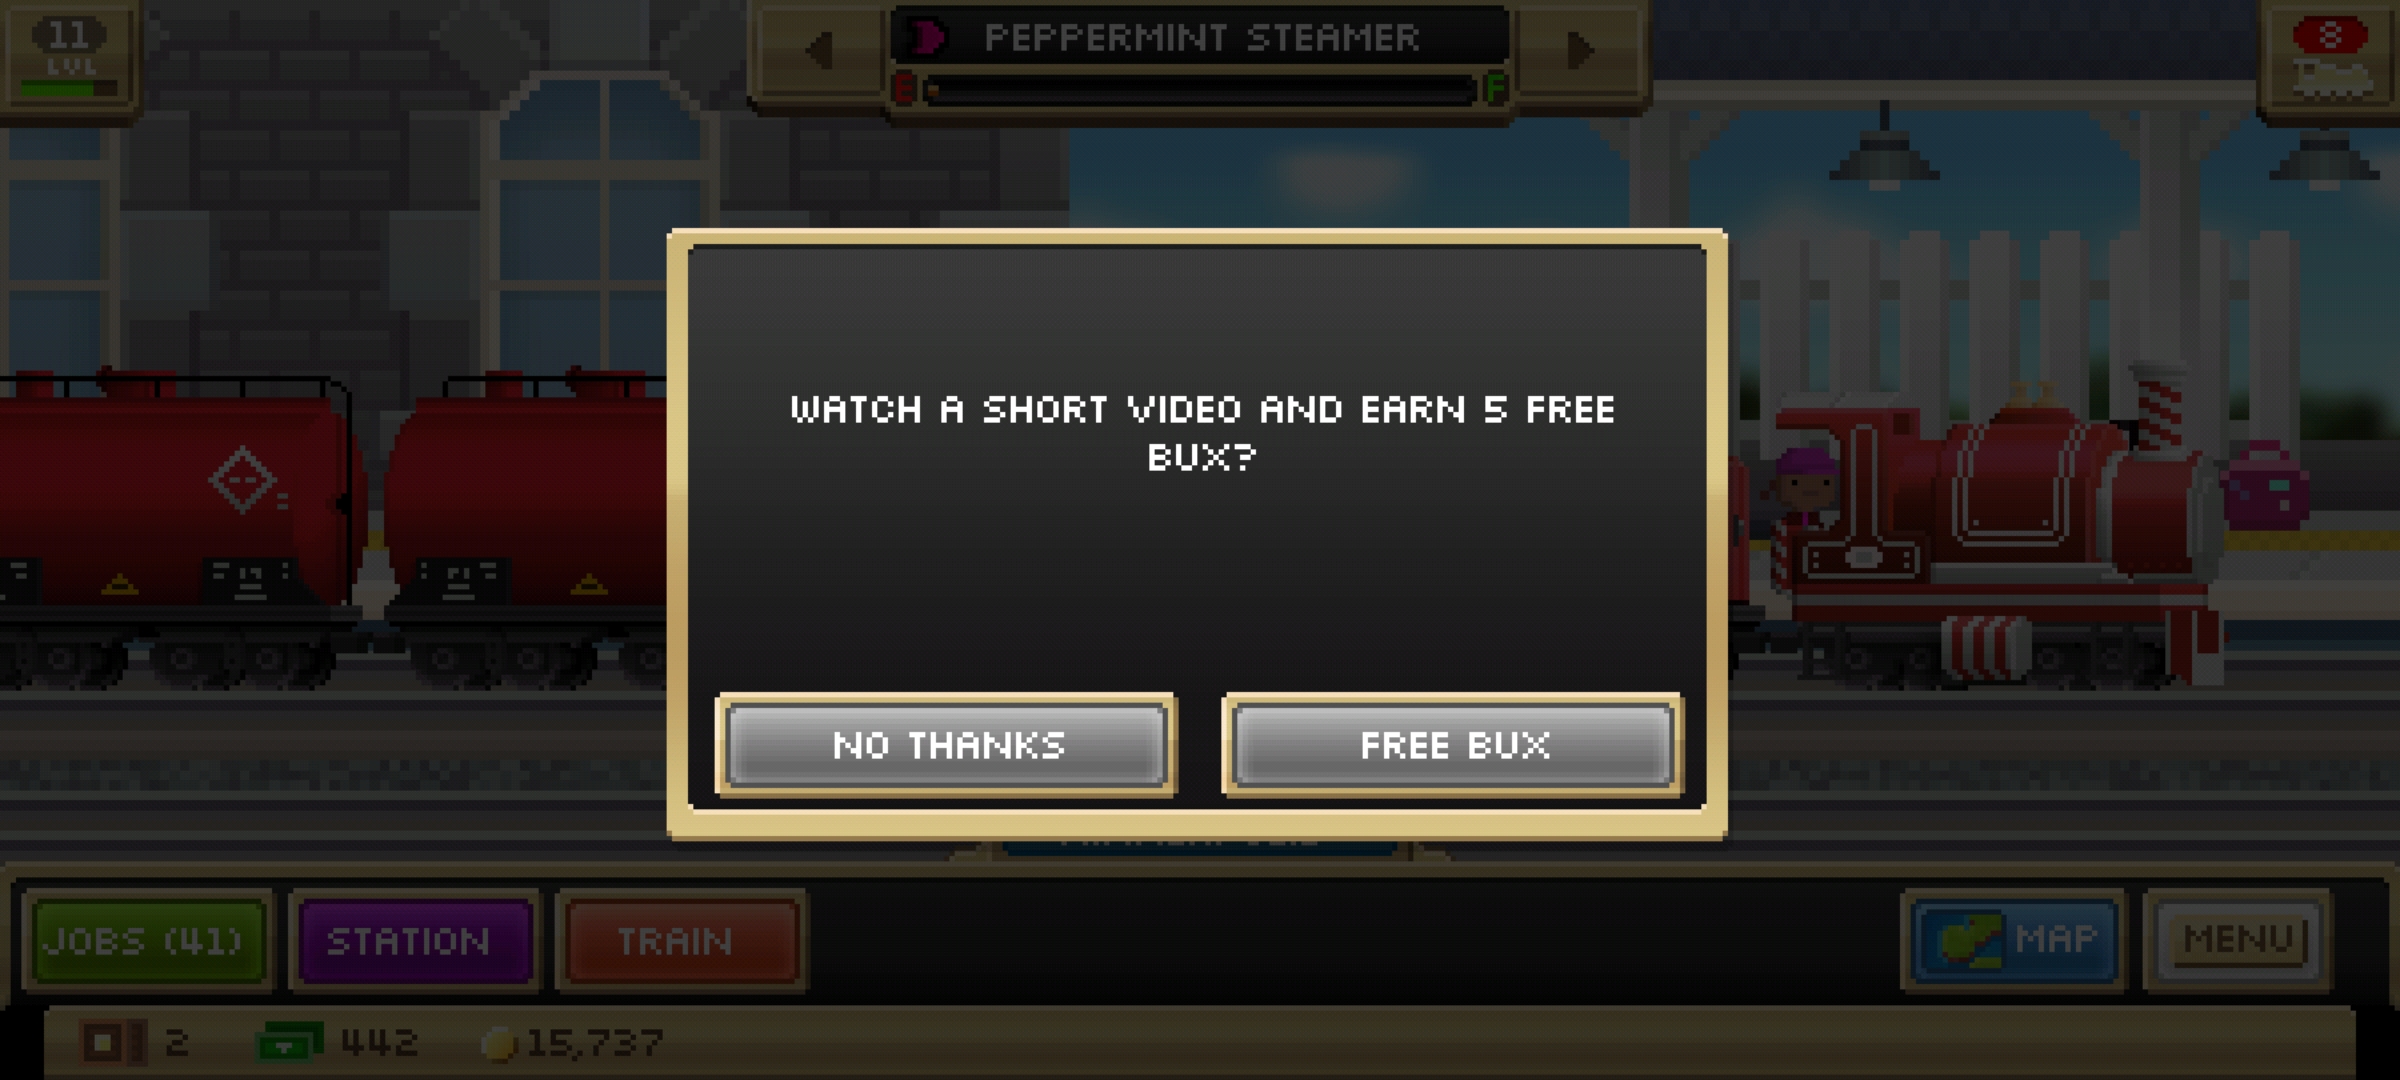 11
LVL
PEPPERMINT STEAMER
E
F
8
WATCH A SHORT VIDEO AND EARN 5 FREE
BUX?
NO THANKS
FREE BUX
JOBS (41)
STATION
TRAIN
MAP
MENU
2
442
15,737